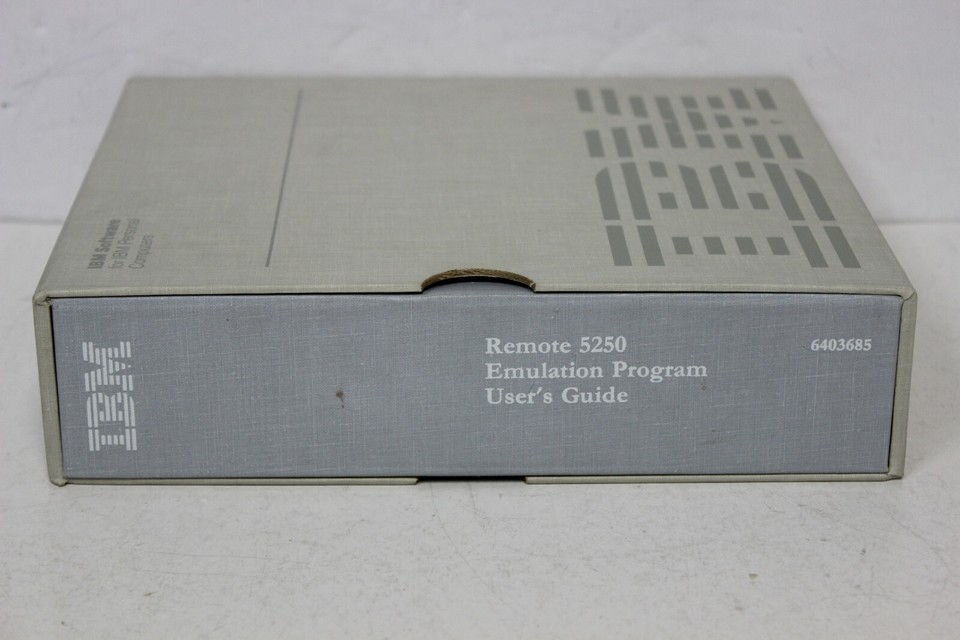 IBM
IBM Software
for IBM Personal
Computers
IBM
Remote 5250
Emulation Program
User's Guide
6403685